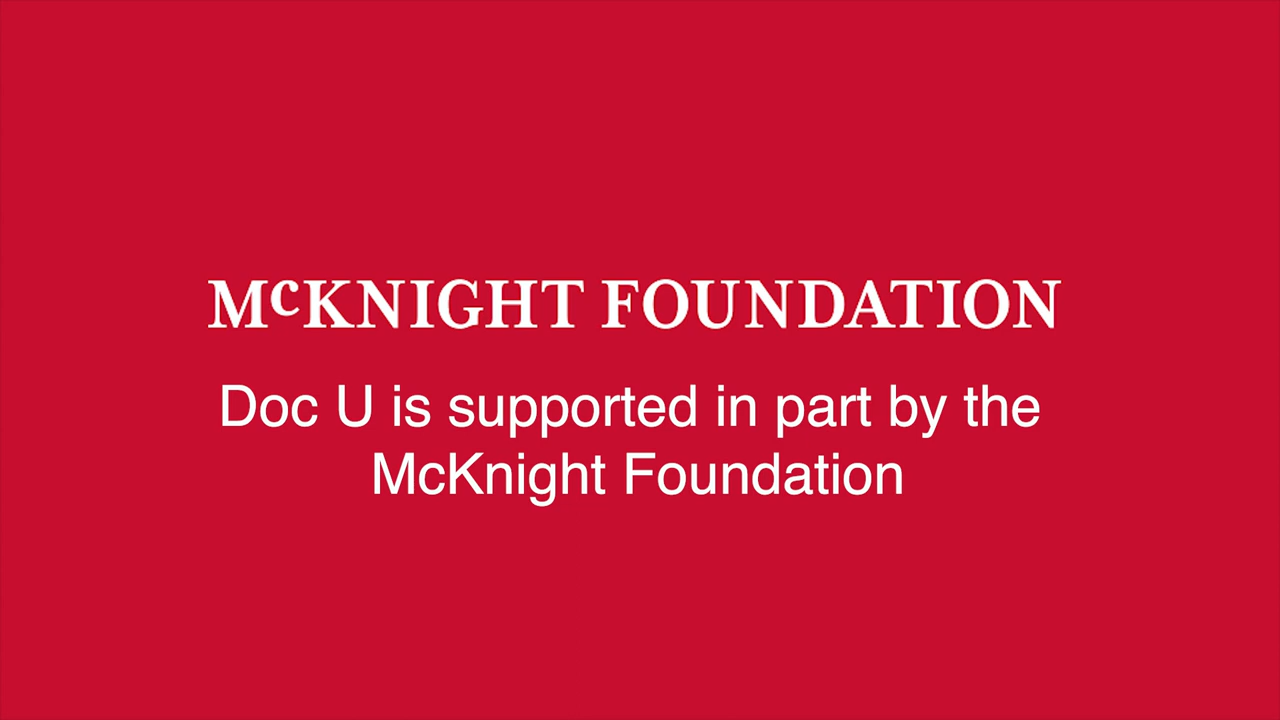 McKNIGHT FOUNDATION
Doc U is supported in part by the
McKnight Foundation